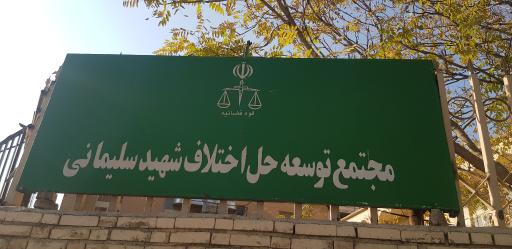 قوه قضائیه
مجتمع توسعه حل اختلاف شهید سلیمانی